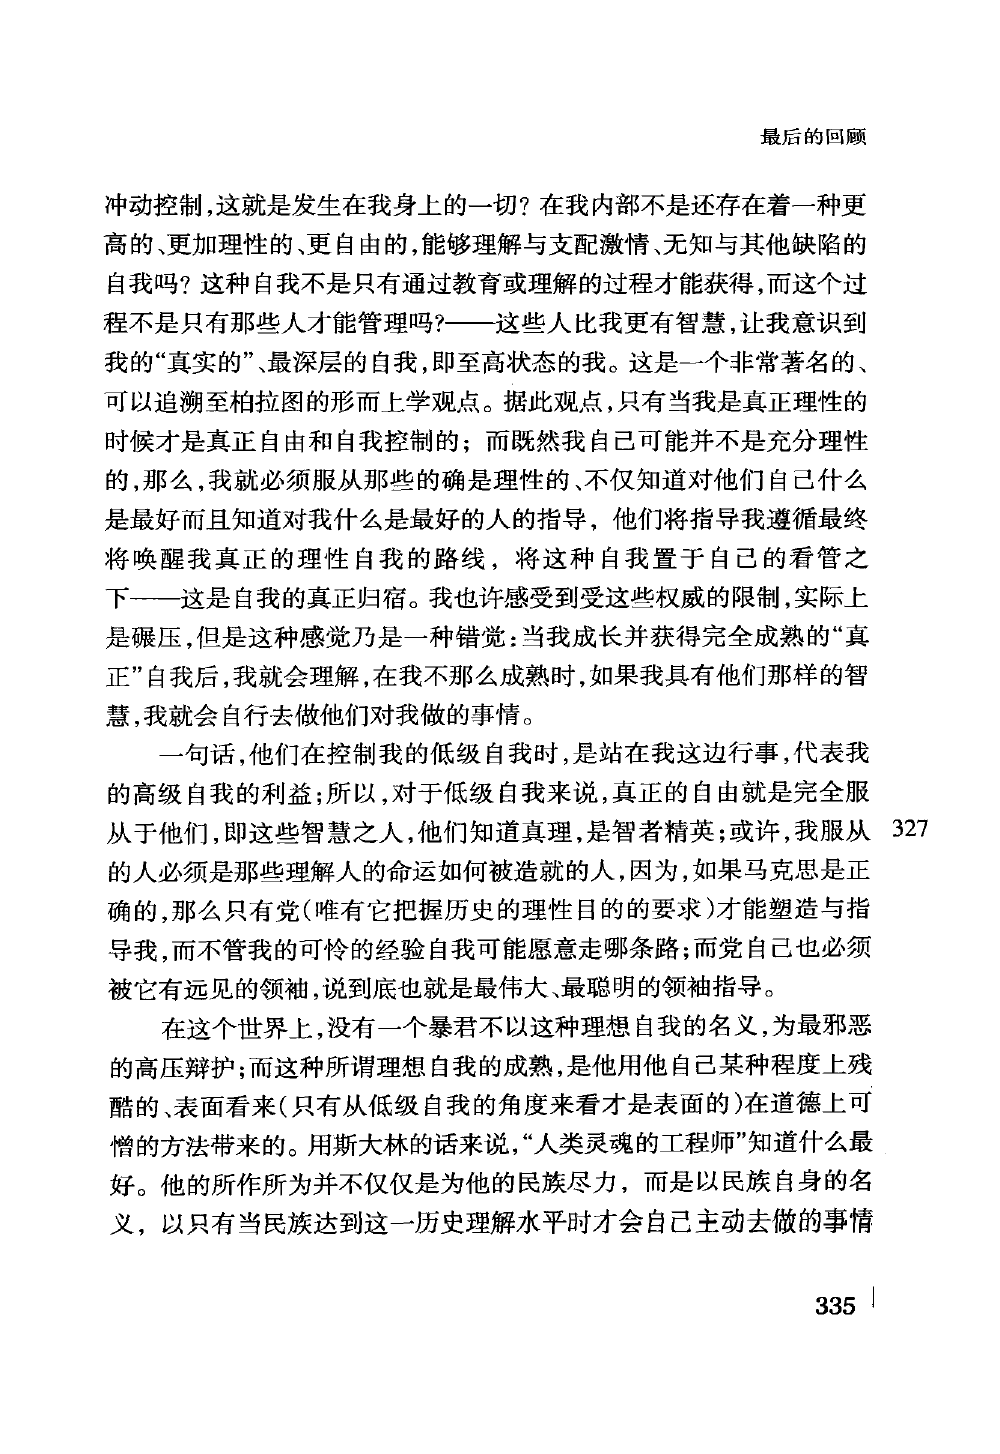 最后的回顾
冲动控制,这就是发生在我身上的一切？在我内部不是还存在着一种更
高的、更加理性的、更自由的,能够理解与支配激情、无知与其他缺陷的
自我吗？这种自我不是只有通过教育或理解的过程才能获得,而这个过
程不是只有那些人才能管理吗?——这些人比我更有智慧,让我意识到
我的“真实的”、最深层的自我,即至高状态的我。这是一个非常著名的、
可以追溯至柏拉图的形而上学观点。据此观点,只有当我是真正理性的
时候才是真正自由和自我控制的；而既然我自己可能并不是充分理性
的,那么,我就必须服从那些的确是理性的、不仅知道对他们自己什么
是最好而且知道对我什么是最好的人的指导，他们将指导我遵循最终
将唤醒我真正的理性自我的路线，将这种自我置于自己的看管之
下——这是自我的真正归宿。我也许感受到受这些权威的限制,实际上
是碾压,但是这种感觉乃是一种错觉:当我成长并获得完全成熟的“真
正”自我后,我就会理解,在我不那么成熟时,如果我具有他们那样的智
慧,我就会自行去做他们对我做的事情。
一句话,他们在控制我的低级自我时,是站在我这边行事,代表我
的高级自我的利益;所以,对于低级自我来说,真正的自由就是完全服
从于他们,即这些智慧之人,他们知道真理,是智者精英;或许,我服从 327
的人必须是那些理解人的命运如何被造就的人,因为,如果马克思是正
确的,那么只有党(唯有它把握历史的理性目的的要求)才能塑造与指
导我,而不管我的可怜的经验自我可能愿意走哪条路;而党自己也必须
被它有远见的领袖,说到底也就是最伟大、最聪明的领袖指导。
在这个世界上,没有一个暴君不以这种理想自我的名义,为最邪恶
的高压辩护;而这种所谓理想自我的成熟,是他用他自己某种程度上残
酷的、表面看来(只有从低级自我的角度来看才是表面的)在道德上可
憎的方法带来的。用斯大林的话来说,“人类灵魂的工程师”知道什么最
好。他的所作所为并不仅仅是为他的民族尽力，而是以民族自身的名
义，以只有当民族达到这一历史理解水平时才会自己主动去做的事情
335